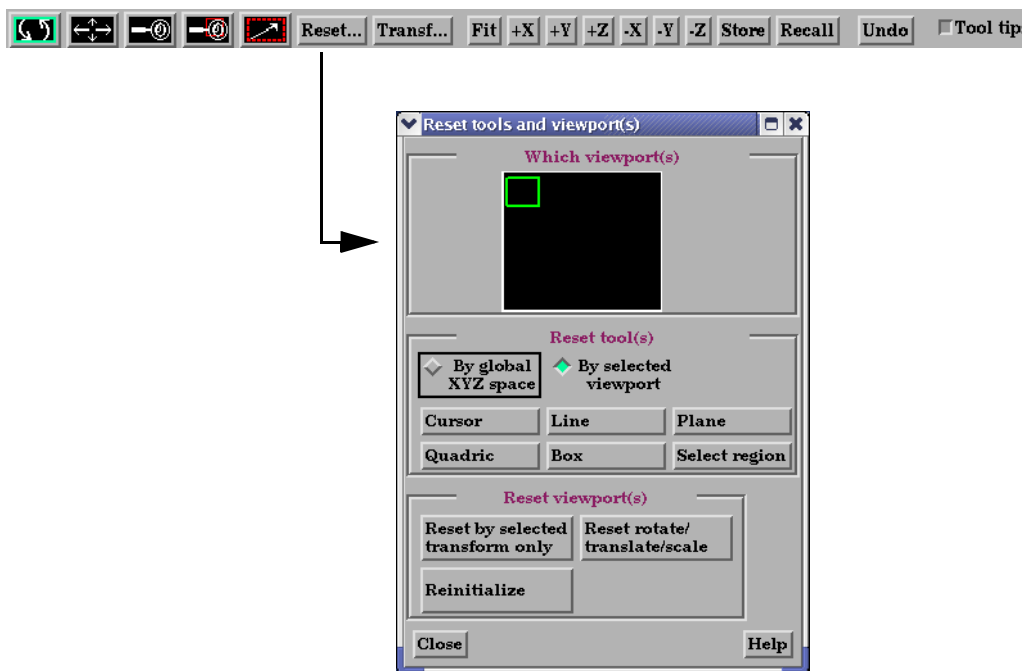 Reset... Transf... Fit +X +Y +Z -X -Y -Z Store Recall Undo Tool tip
Reset tools and viewport(s)
Which viewport(s)
Reset tool(s)
By global
XYZ space
By selected
viewport
Cursor Line Plane
Quadric Box Select region
Reset viewport(s)
Reset by selected
transform only
Reset rotate/
translate/scale
Reinitialize
Close Help